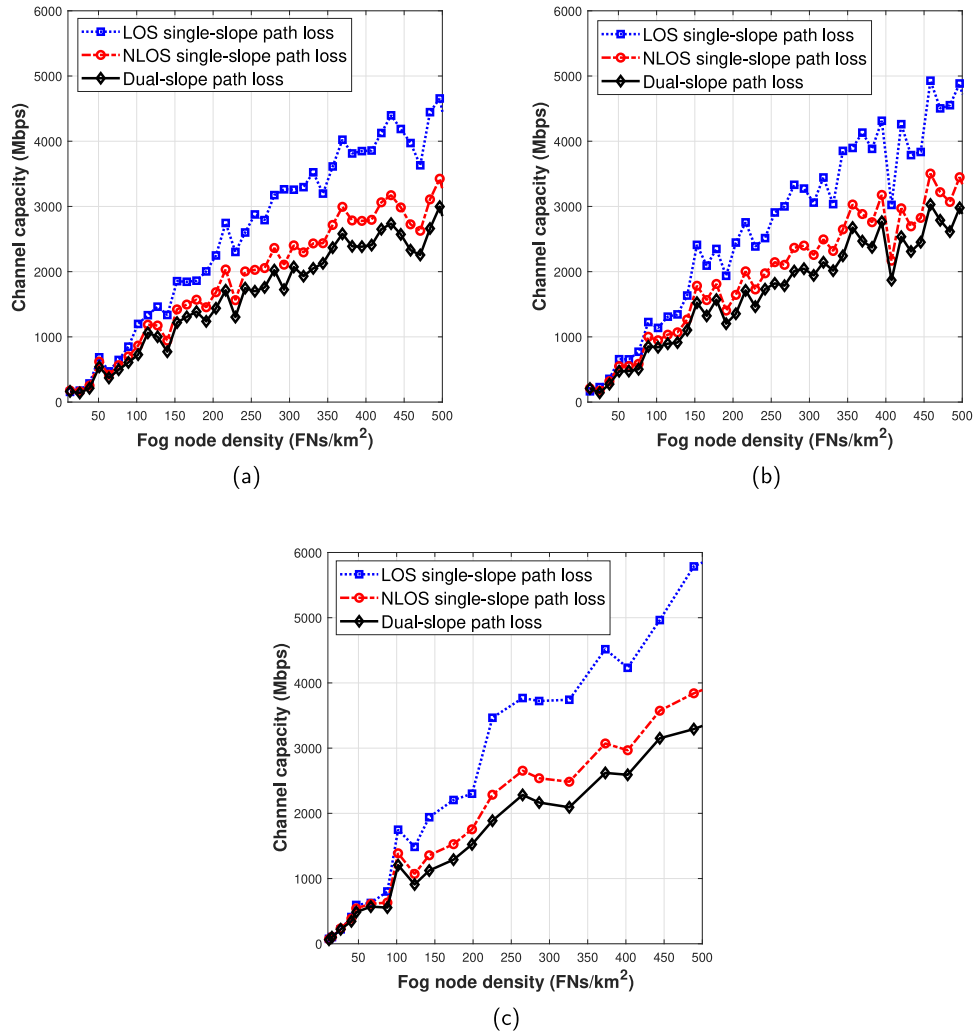 6000
5000
4000
3000
2000
1000
0
Channel capacity (Mbps)
LOS single-slope path loss
NLOS single-slope path loss
Dual-slope path loss
50 100 150 200 250 300 350 400 450 500
Fog node density (FNs/km²)
(a)
6000
5000
4000
3000
2000
1000
0
Channel capacity (Mbps)
LOS single-slope path loss
NLOS single-slope path loss
Dual-slope path loss
50 100 150 200 250 300 350 400 450 500
Fog node density (FNs/km²)
(b)
6000
5000
4000
3000
2000
1000
0
Channel capacity (Mbps)
LOS single-slope path loss
NLOS single-slope path loss
Dual-slope path loss
50 100 150 200 250 300 350 400 450 500
Fog node density (FNs/km²)
(c)